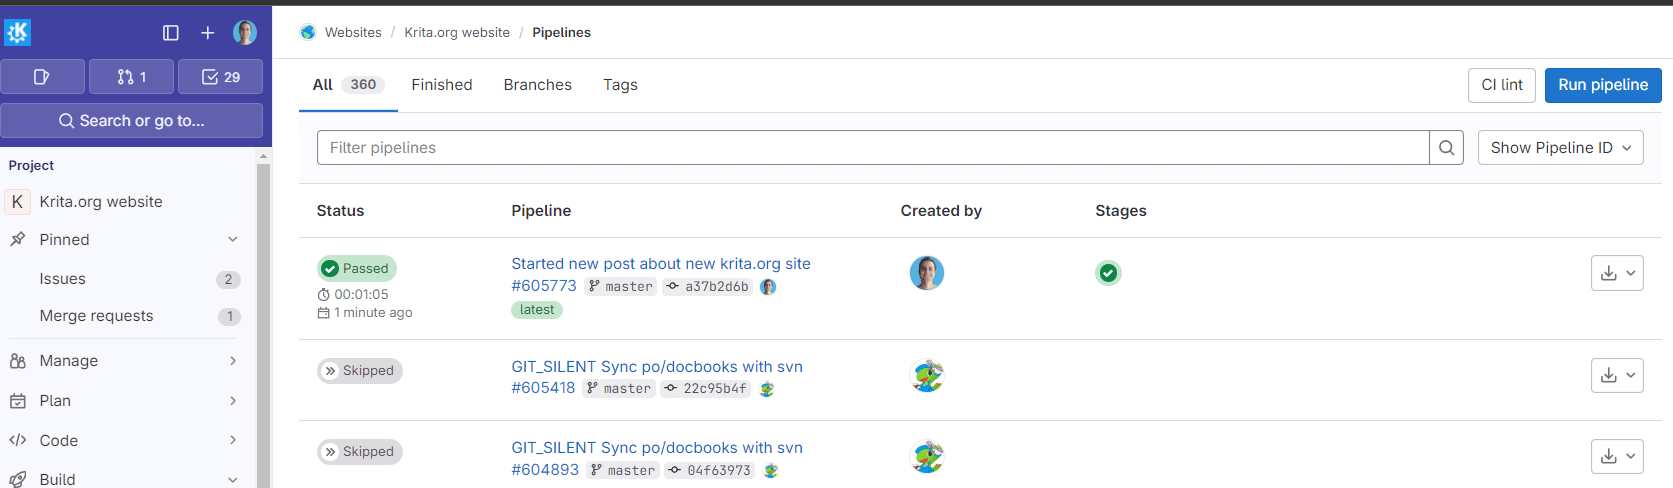 Websites / Krita.org website / Pipelines
1
29
Search or go to...
Project
K Krita.org website
Pinned
Issues 2
Merge requests 1
Manage
Plan
Code
Build
All 360 Finished Branches Tags
CI lint Run pipeline
Filter pipelines
Show Pipeline ID
Status Pipeline Created by Stages
Passed
00:01:05
1 minute ago
Started new post about new krita.org site
#605773 master a37b2d6b
latest
Skipped
GIT_SILENT Sync po/docbooks with svn
#605418 master 22c95b4f
Skipped
GIT_SILENT Sync po/docbooks with svn
#604893 master 04f63973